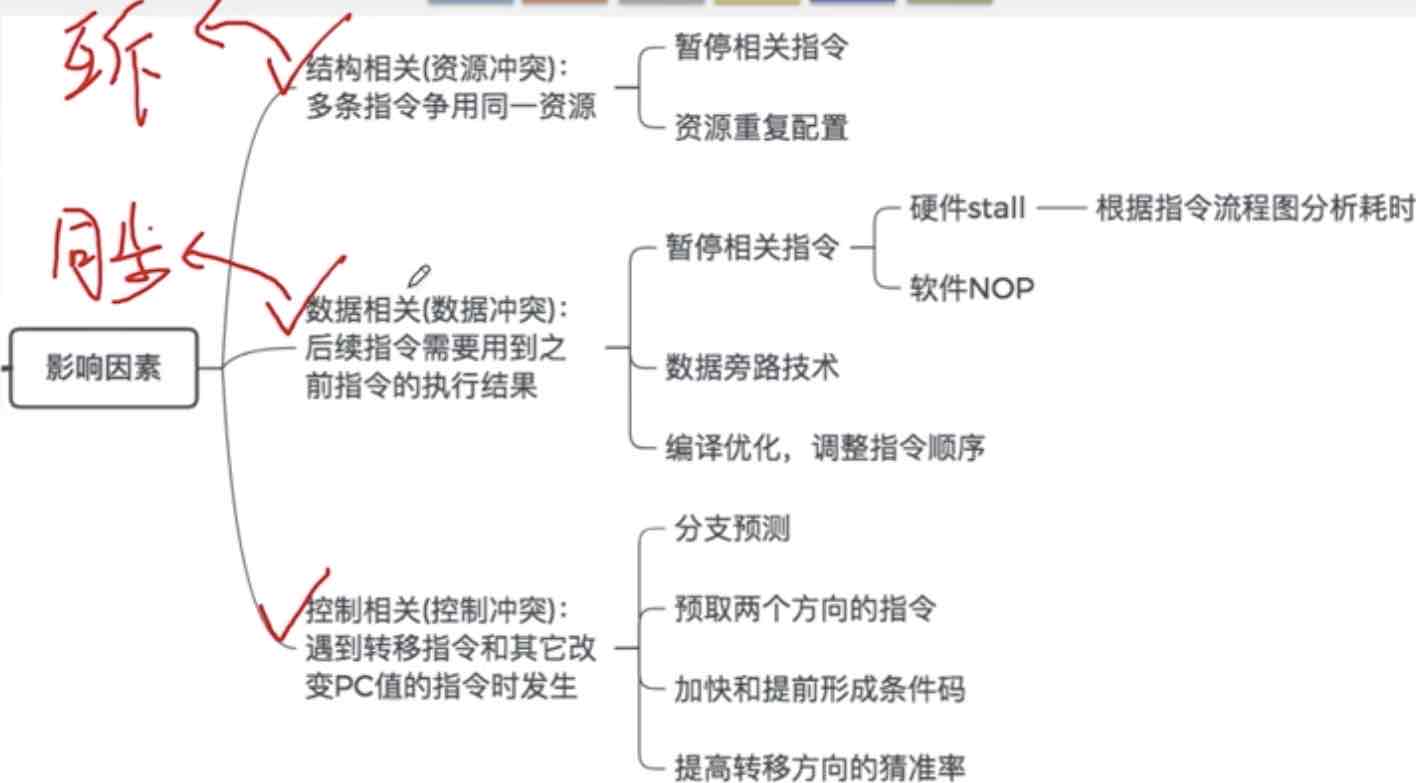 互斥
结构相关(资源冲突):
多条指令争用同一资源
暂停相关指令
资源重复配置
同步
数据相关(数据冲突):
后续指令需要用到之
前指令的执行结果
暂停相关指令
硬件stall
根据指令流程图分析耗时
软件NOP
数据旁路技术
编译优化，调整指令顺序
影响因素
控制相关(控制冲突):
遇到转移指令和其它改
变PC值的指令时发生
分支预测
预取两个方向的指令
加快和提前形成条件码
提高转移方向的猜准率